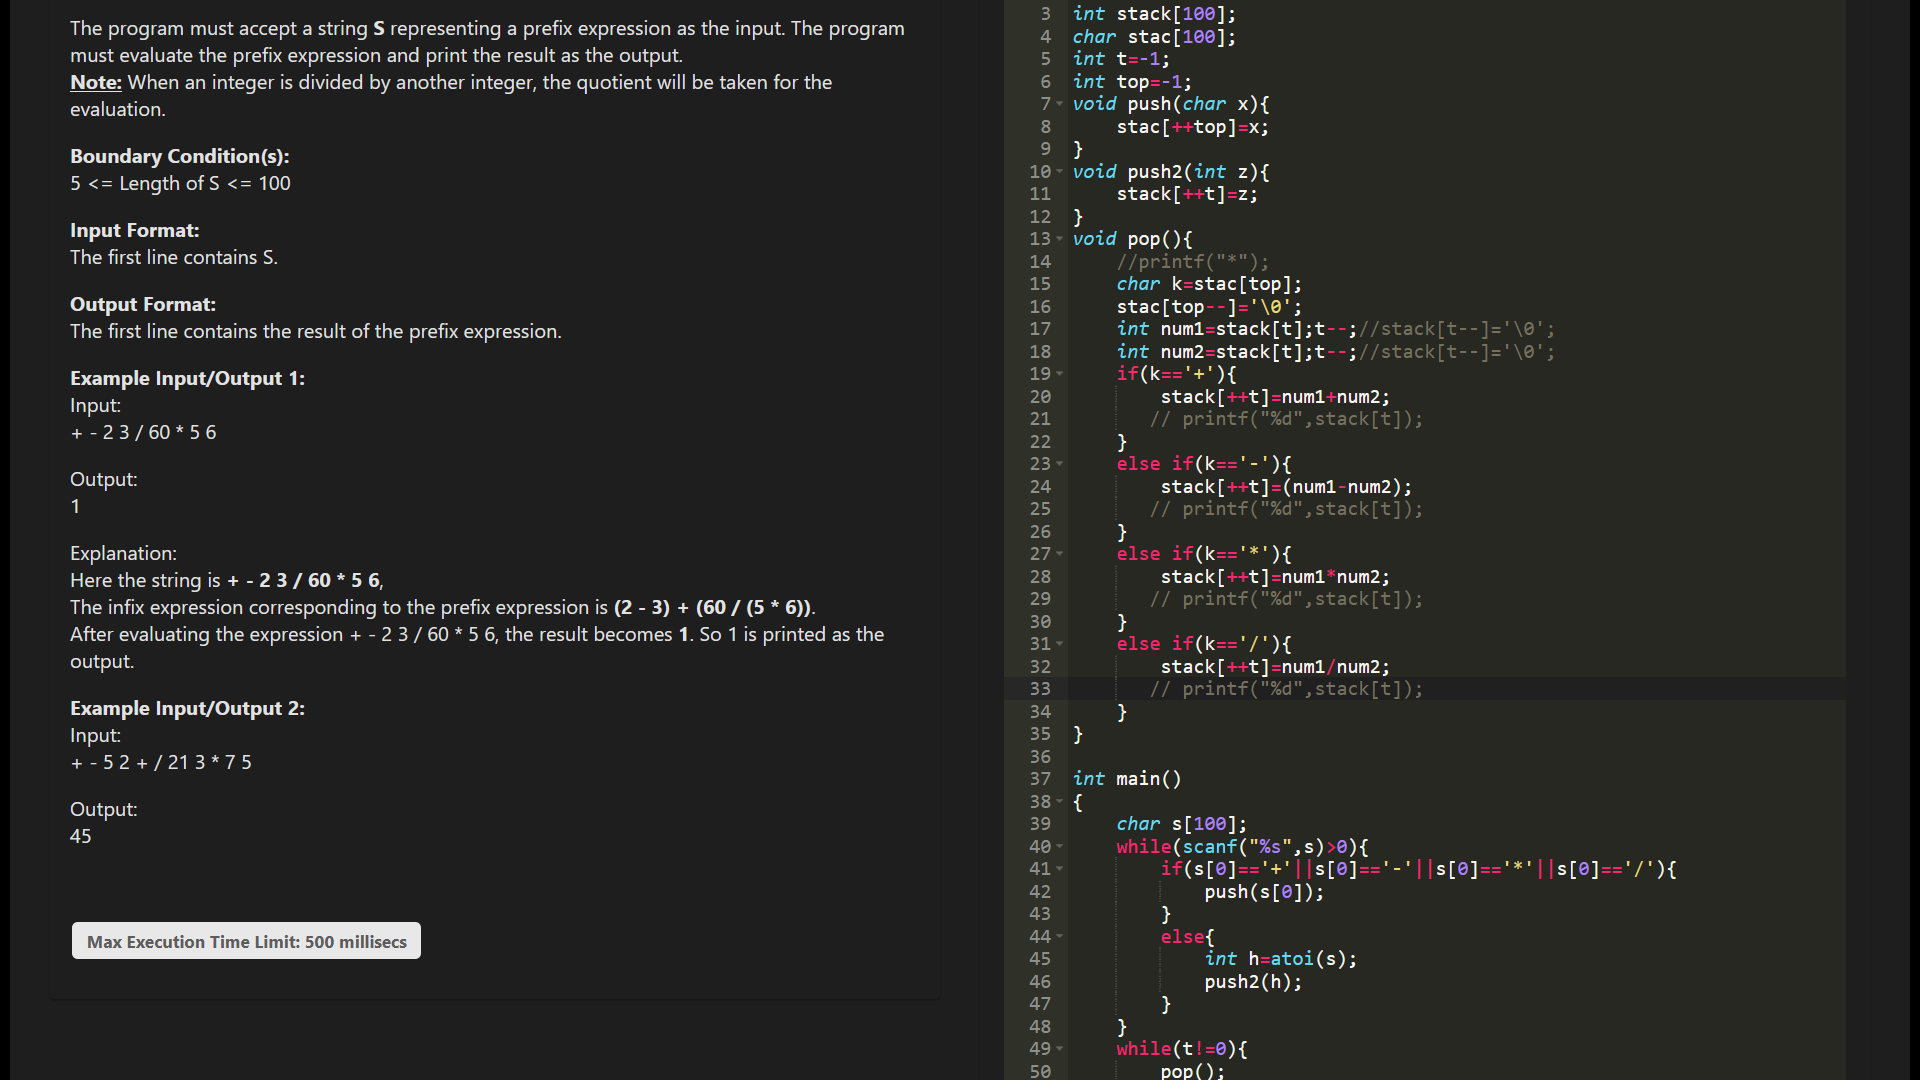 The program must accept a string S representing a prefix expression as the input. The program
must evaluate the prefix expression and print the result as the output.
Note: When an integer is divided by another integer, the quotient will be taken for the
evaluation.
Boundary Condition(s):
5 <= Length of S <= 100
Input Format:
The first line contains S.
Output Format:
The first line contains the result of the prefix expression.
Example Input/Output 1:
Input:
+ - 2 3 / 60 * 5 6
Output:
1
Explanation:
Here the string is + - 2 3 / 60 * 5 6,
The infix expression corresponding to the prefix expression is (2 - 3) + (60 / (5 * 6)).
After evaluating the expression + - 2 3 / 60 * 5 6, the result becomes 1. So 1 is printed as the
output.
Example Input/Output 2:
Input:
+ - 5 2 + / 21 3 * 7 5
Output:
45
Max Execution Time Limit: 500 millisecs
3 int stack[100];
4 char stac[100];
5 int t=-1;
6 int top=-1;
7 void push(char x){
8     stac[++top]=x;
9 }
10 void push2(int z){
11     stack[++t]=z;
12 }
13 void pop(){
14     //printf("*");
15     char k=stac[top];
16     stac[top--]='\0';
17     int num1=stack[t];t--;//stack[t--]='\0';
18     int num2=stack[t];t--;//stack[t--]='\0';
19     if(k=='+'){
20         stack[++t]=num1+num2;
21        // printf("%d",stack[t]);
22     }
23     else if(k=='-'){
24         stack[++t]=(num1-num2);
25        // printf("%d",stack[t]);
26     }
27     else if(k=='*'){
28         stack[++t]=num1*num2;
29        // printf("%d",stack[t]);
30     }
31     else if(k=='/'){
32         stack[++t]=num1/num2;
33        // printf("%d",stack[t]);
34     }
35 }
36
37 int main()
38 {
39     char s[100];
40     while(scanf("%s",s)>0){
41         if(s[0]=='+'||s[0]=='-'||s[0]=='*'||s[0]=='/'){
42             push(s[0]);
43         }
44         else{
45             int h=atoi(s);
46             push2(h);
47         }
48     }
49     while(t!=0){
50         pop();